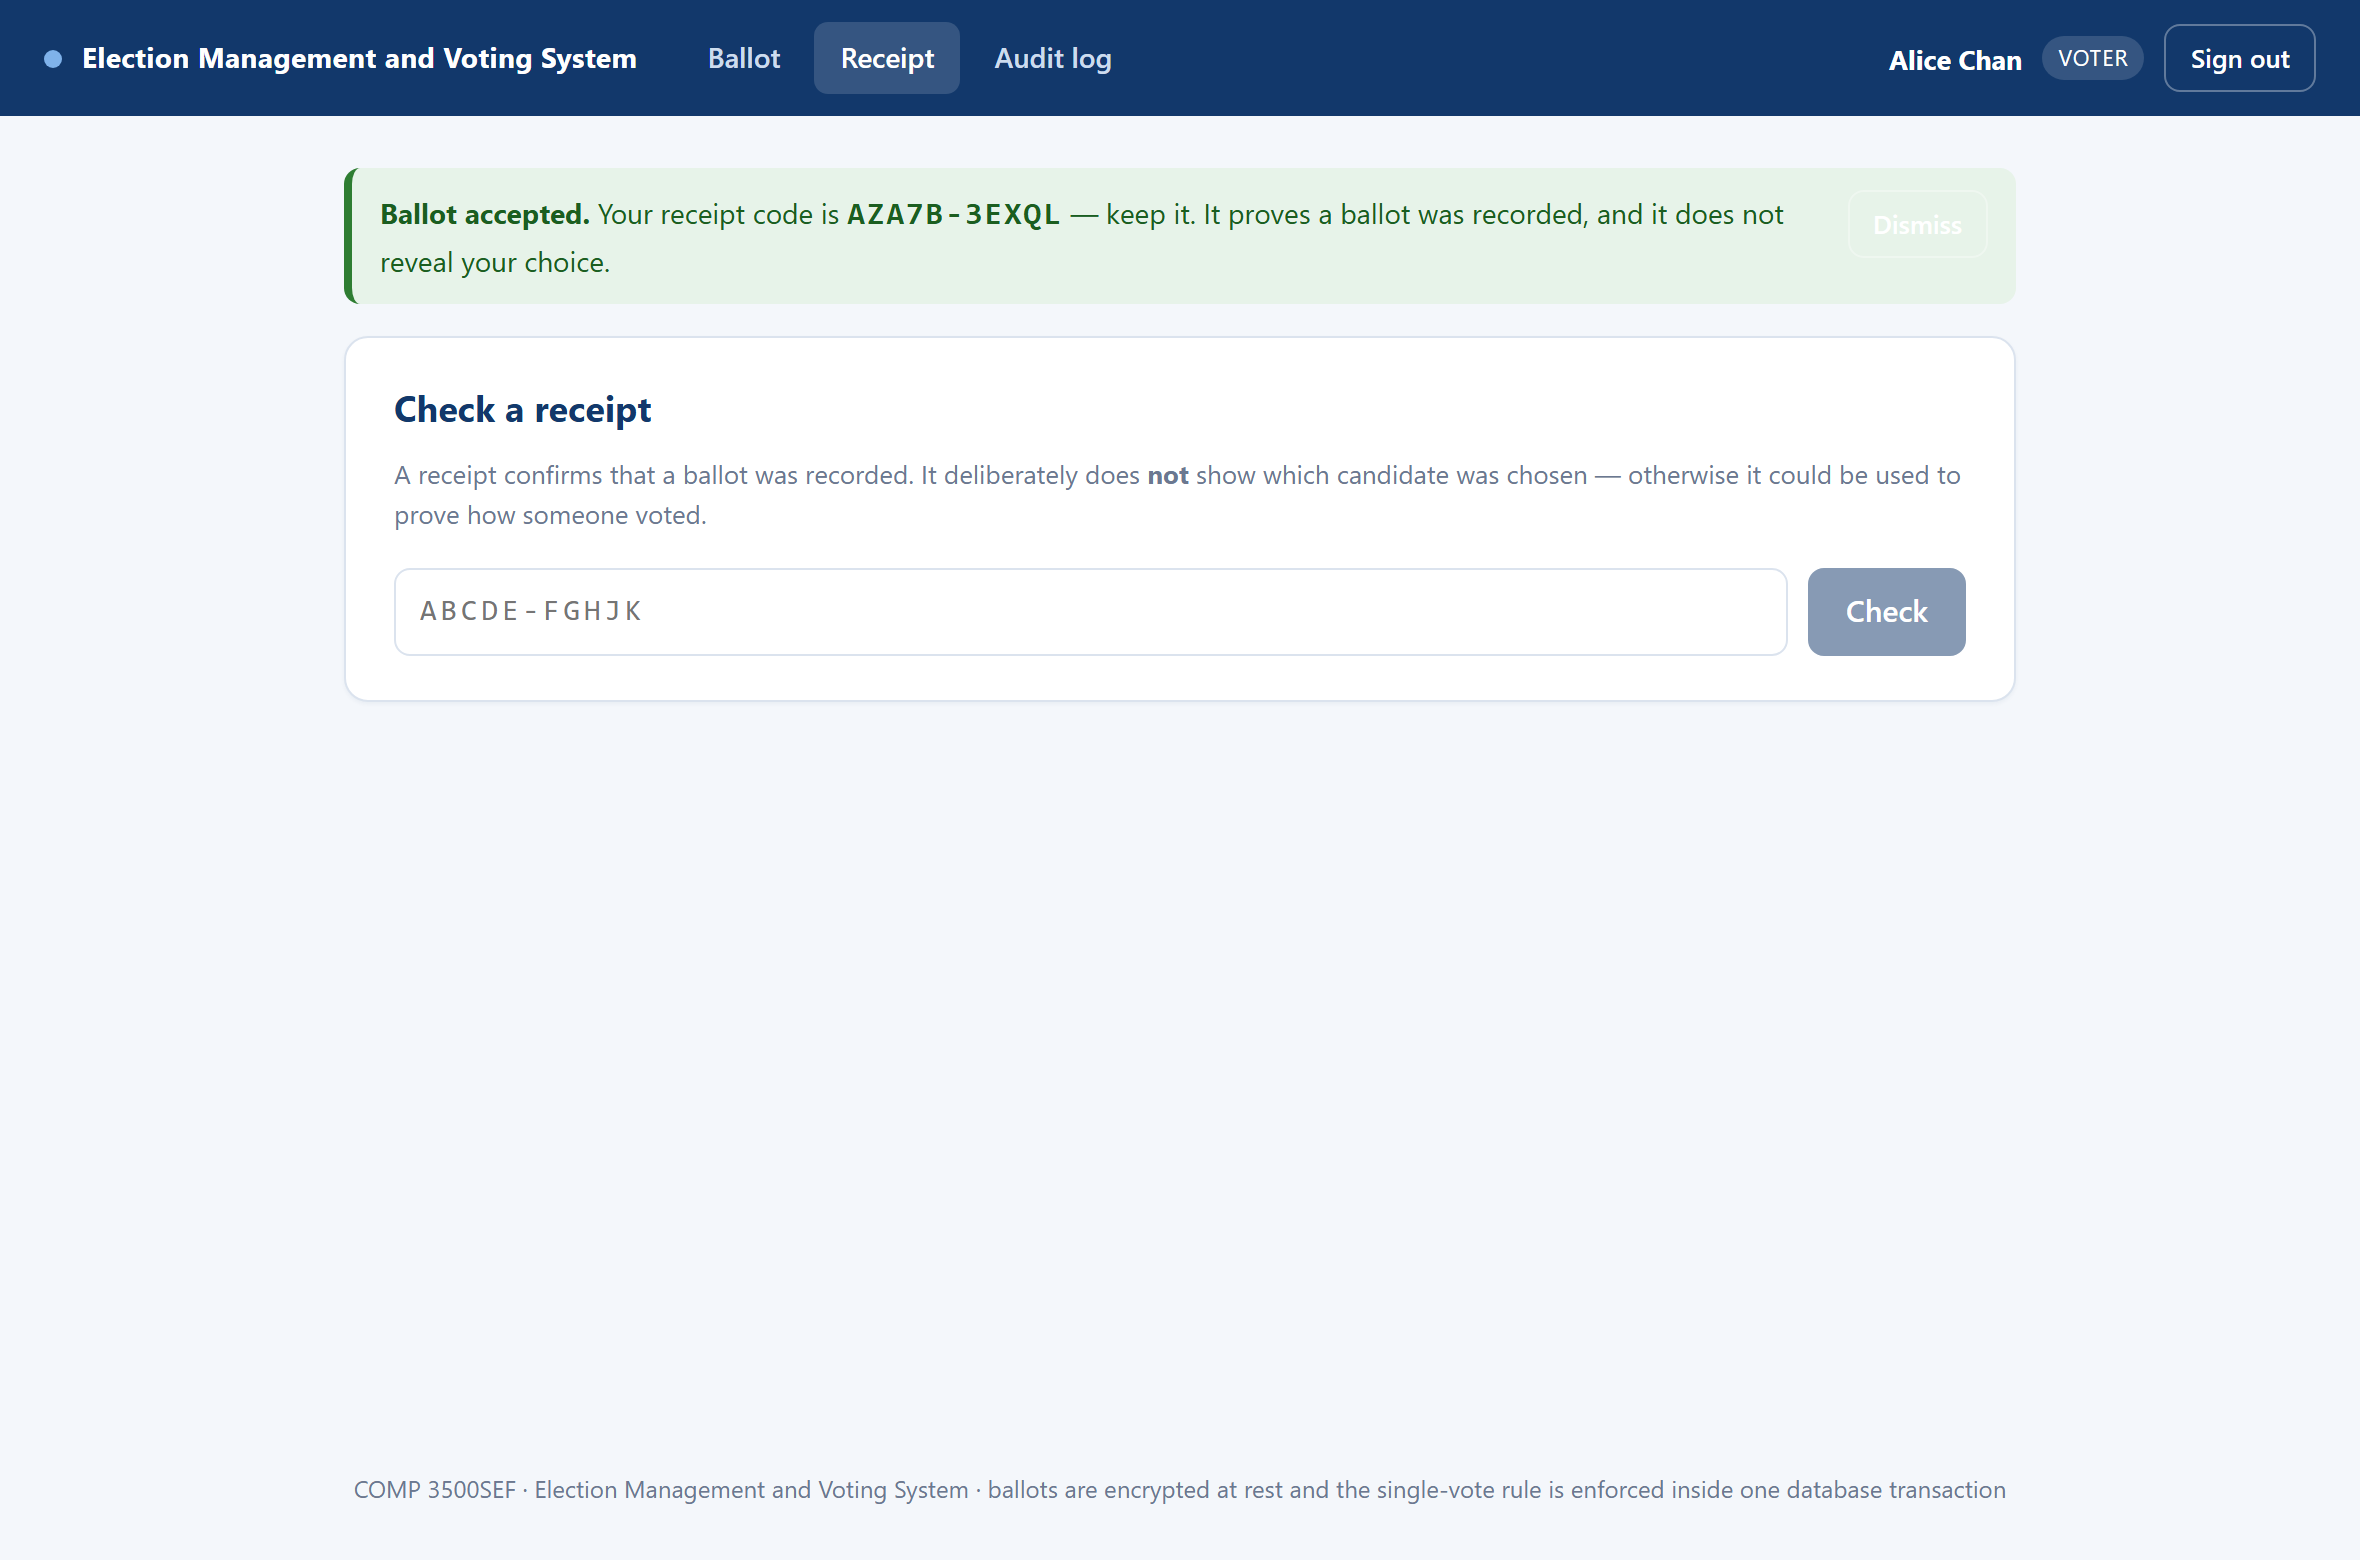 Election Management and Voting System
Ballot
Receipt
Audit log
Alice Chan
VOTER
Sign out
Ballot accepted. Your receipt code is AZA7B-3EXQL — keep it. It proves a ballot was recorded, and it does not
reveal your choice.
Dismiss
Check a receipt
A receipt confirms that a ballot was recorded. It deliberately does not show which candidate was chosen — otherwise it could be used to
prove how someone voted.
ABCDE-FGHJK
Check
COMP 3500SEF · Election Management and Voting System · ballots are encrypted at rest and the single-vote rule is enforced inside one database transaction